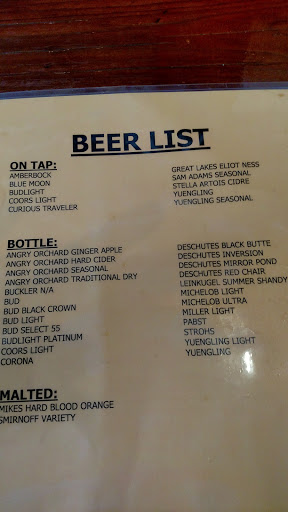 BEER LIST
ON TAP:
AMBERBOCK
BLUE MOON
BUDLIGHT
COORS LIGHT
CURIOUS TRAVELER
GREAT LAKES ELIOT NESS
SAM ADAMS SEASONAL
STELLA ARTOIS CIDRE
YUENGLING
YUENGLING SEASONAL
BOTTLE:
ANGRY ORCHARD GINGER APPLE
ANGRY ORCHARD HARD CIDER
ANGRY ORCHARD SEASONAL
ANGRY ORCHARD TRADITIONAL DRY
BUCKLER N/A
BUD
BUD BLACK CROWN
BUD LIGHT
BUD SELECT 55
BUDLIGHT PLATINUM
COORS LIGHT
CORONA
DESCHUTES BLACK BUTTE
DESCHUTES INVERSION
DESCHUTES MIRROR POND
DESCHUTES RED CHAIR
LEINKUGEL SUMMER SHANDY
MICHELOB LIGHT
MICHELOB ULTRA
MILLER LIGHT
PABST
STROHS
YUENGLING LIGHT
YUENGLING
MALTED:
MIKES HARD BLOOD ORANGE
SMIRNOFF VARIETY